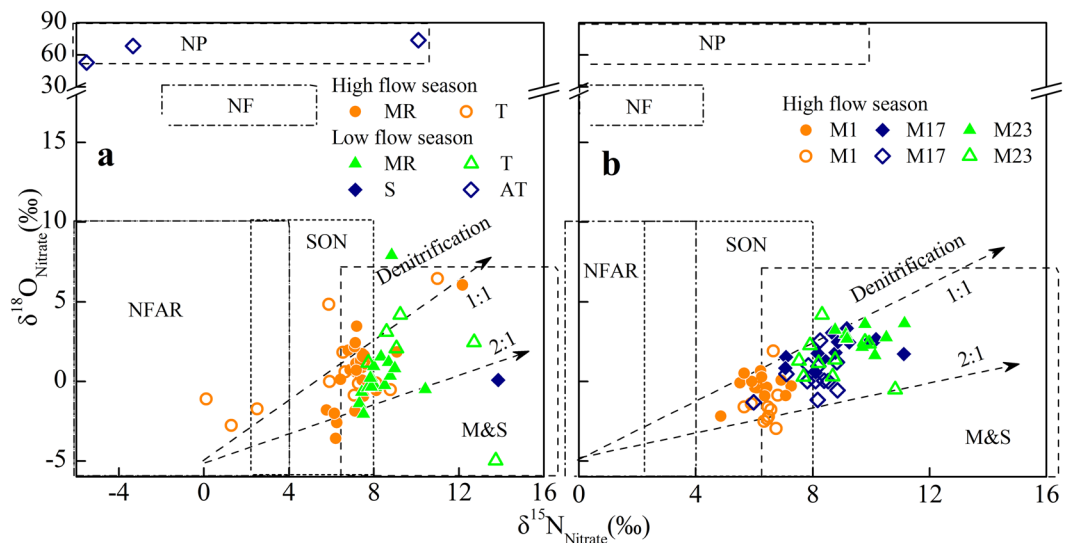 90
60
30
15
10
5
0
-5
NP
NF
High flow season
MR T
Low flow season
MR T
S AT
a
SON
NFAR
Denitrification
1:1
2:1
M&S
-4 0 4 8 12 16
NP
NF
High flow season
M1 M17 M23
M1 M17 M23
b
SON
NFAR
Denitrification
1:1
2:1
M&S
0 4 8 12 16
δ18ONitrate(‰)
δ15NNitrate(‰)